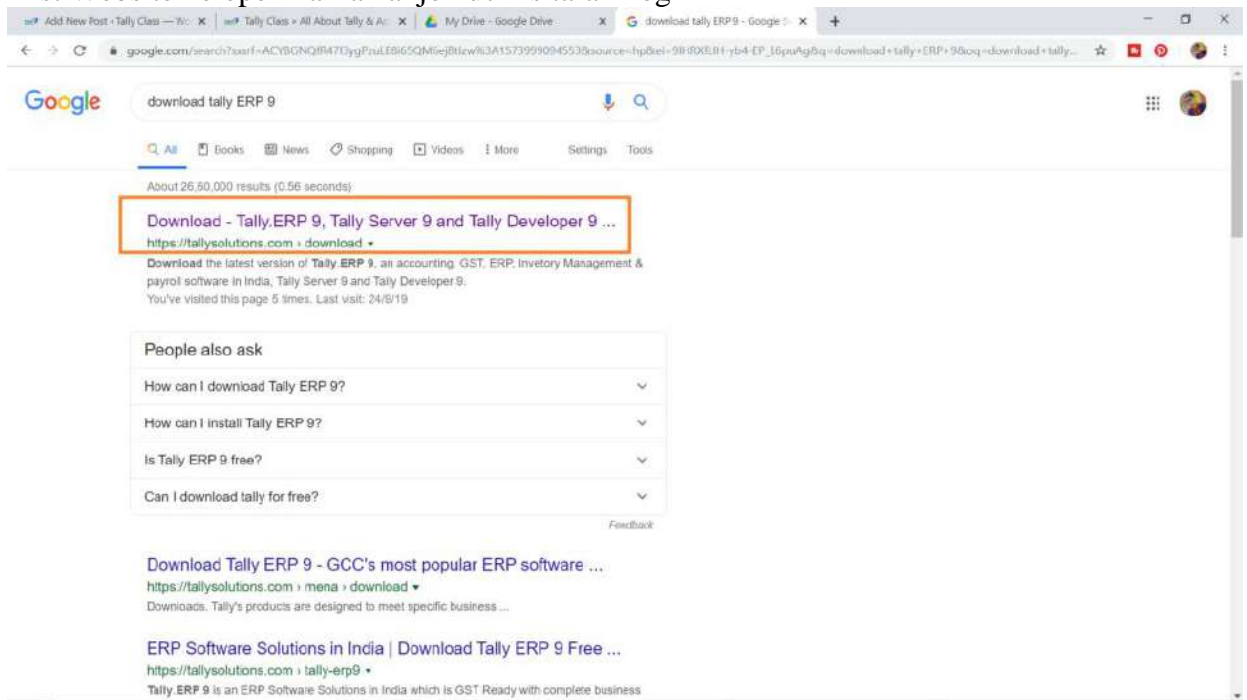 Add New Post ‹ Tally Class — Wo
Tally Class » All About Tally & Ac
My Drive - Google Drive
download tally ERP 9 - Google S
download tally ERP 9
Google
All Books News Shopping Videos More Settings Tools
About 26,60,000 results (0.56 seconds)
Download - Tally.ERP 9, Tally Server 9 and Tally Developer 9 ...
https://tallysolutions.com › download
Download the latest version of Tally.ERP 9, an accounting, GST, ERP, Invetory Management &
payroll software in India, Tally Server 9 and Tally Developer 9.
You've visited this page 5 times. Last visit: 24/9/19
People also ask
How can I download Tally ERP 9?
How can I install Tally ERP 9?
Is Tally ERP 9 free?
Can I download tally for free?
Feedback
Download Tally ERP 9 - GCC's most popular ERP software ...
https://tallysolutions.com › mena › download
Downloads. Tally's products are designed to meet specific business ...
ERP Software Solutions in India | Download Tally ERP 9 Free ...
https://tallysolutions.com › tally-erp9
Tally.ERP 9 is an ERP Software Solutions in India which is GST Ready with complete business